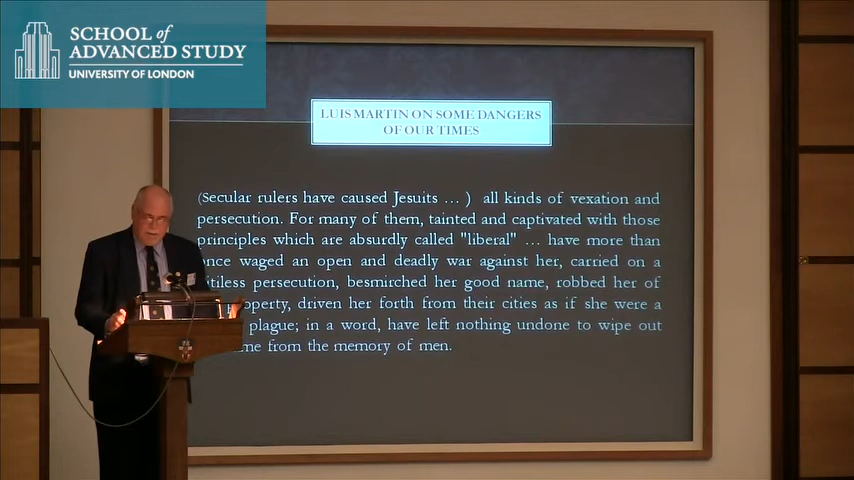 SCHOOL of
ADVANCED STUDY
UNIVERSITY OF LONDON
LUIS MARTIN ON SOME DANGERS
OF OUR TIMES
(Secular rulers have caused Jesuits ... ) all kinds of vexation and
persecution. For many of them, tainted and captivated with those
principles which are absurdly called "liberal" ... have more than
once waged an open and deadly war against her, carried on a
persecution, besmirched her good name, robbed her of
property, driven her forth from their cities as if she were a
plague; in a word, have left nothing undone to wipe out
from the memory of men.